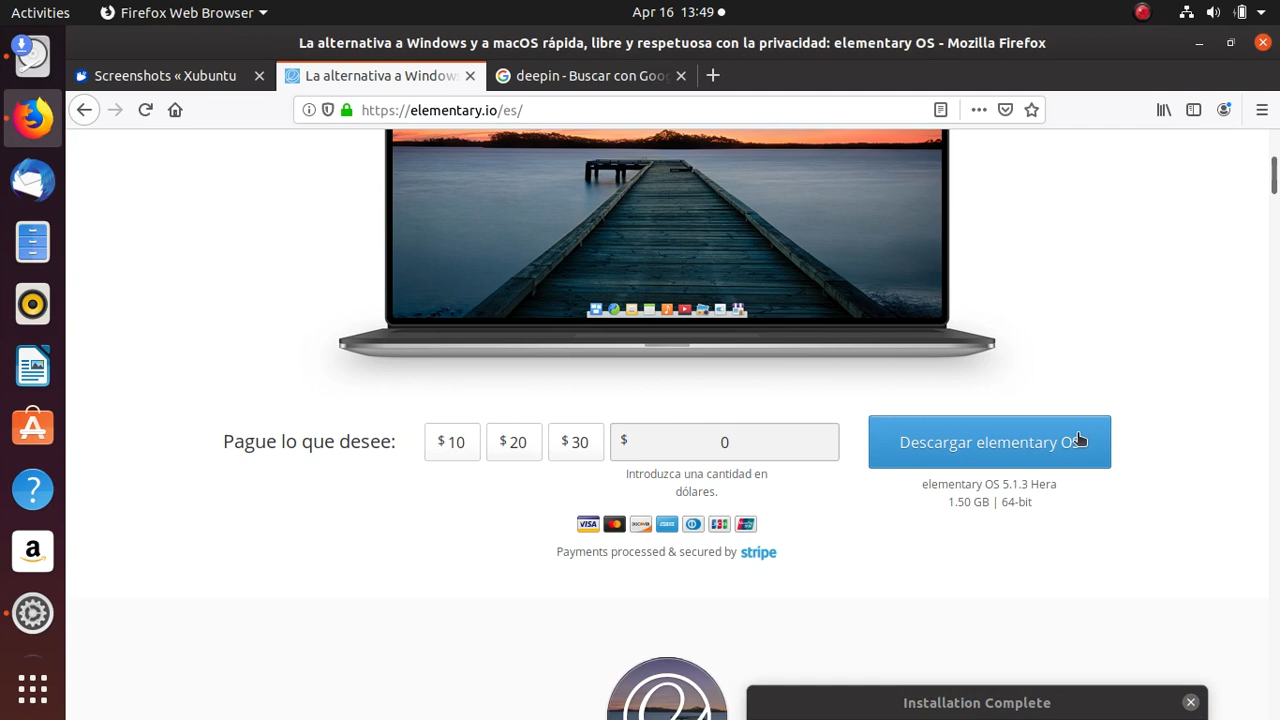 Activities Firefox Web Browser Apr 16 13:49
La alternativa a Windows y a macOS rápida, libre y respetuosa con la privacidad: elementary OS - Mozilla Firefox
Screenshots « Xubuntu La alternativa a Windows deepin - Buscar con Goog
https://elementary.io/es/
Pague lo que desee: $ 10 $ 20 $ 30 $ 0 Descargar elementary OS
Introduzca una cantidad en
dólares.
elementary OS 5.1.3 Hera
1.50 GB | 64-bit
VISA
Payments processed & secured by stripe
Installation Complete